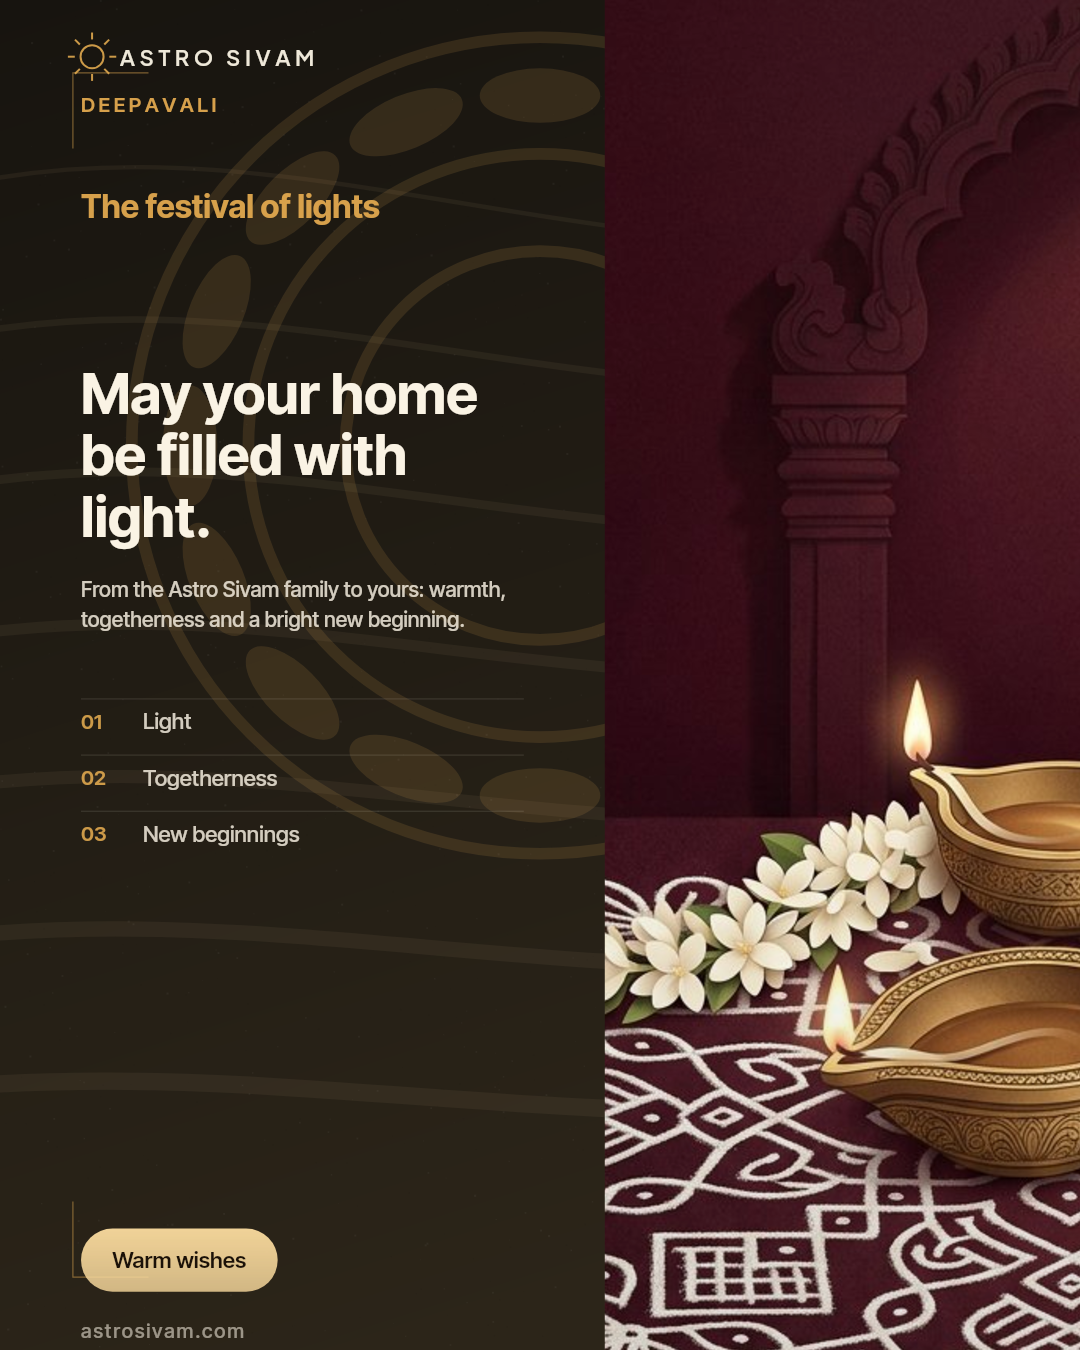 ASTRO SIVAM
DEEPAVALI
The festival of lights
May your home
be filled with
light.
From the Astro Sivam family to yours: warmth,
togetherness and a bright new beginning.
01 Light
02 Togetherness
03 New beginnings
Warm wishes
astrosivam.com